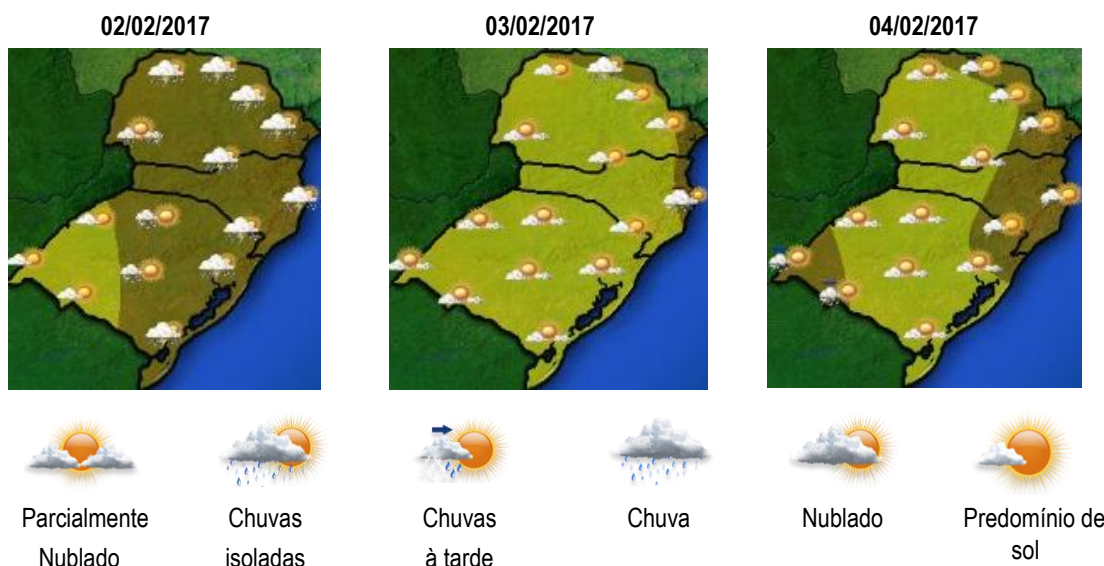 02/02/2017
03/02/2017
04/02/2017
Parcialmente
Nublado
Chuvas
isoladas
Chuvas
à tarde
Chuva
Nublado
Predomínio de
sol